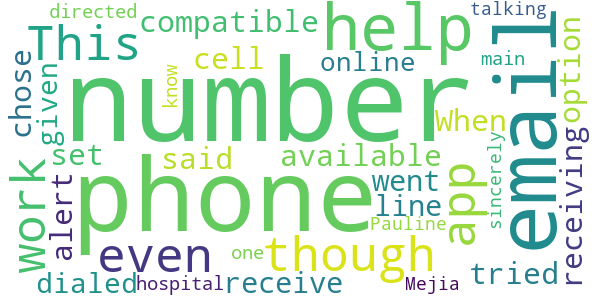 directed
talking
compatible
help
This
number
email
cell
online
main
chose
given
know
option
When
set
said
available
phone
app
sincerely
receiving
work
alert
went
line
Pauline
even
though
one
tried
dialed
hospital
receive
Mejia